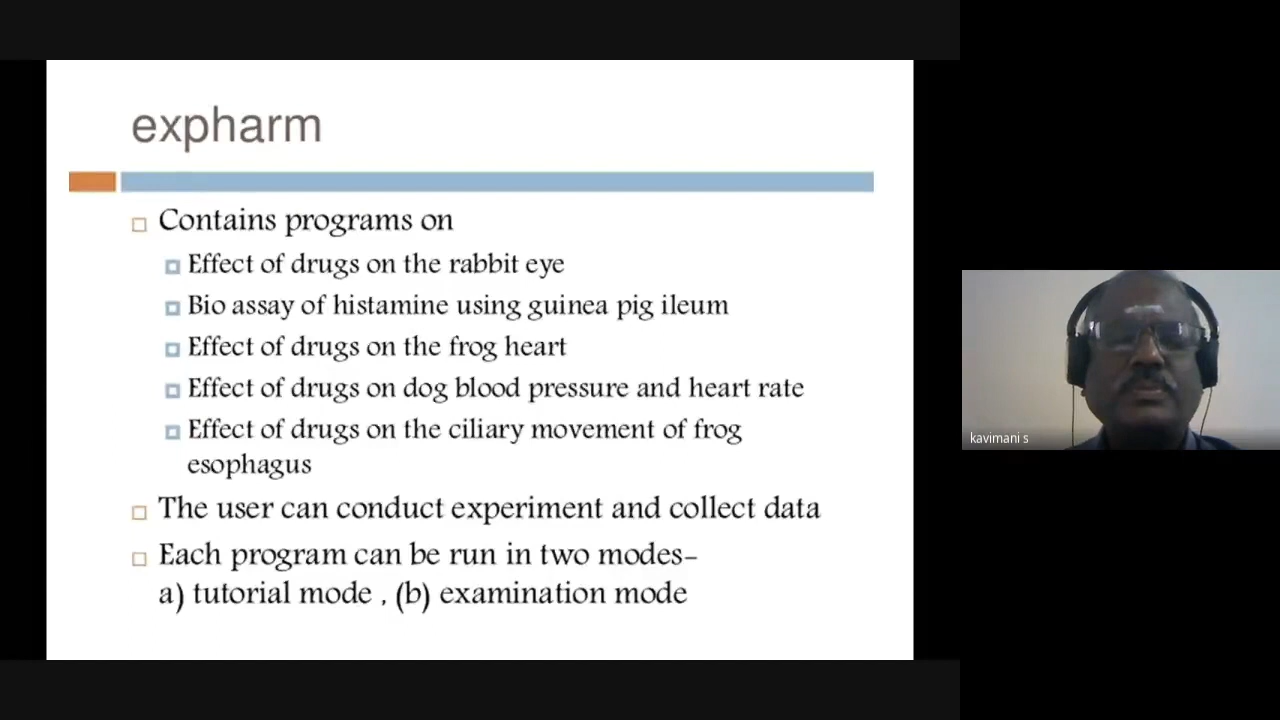 expharm
Contains programs on
Effect of drugs on the rabbit eye
Bio assay of histamine using guinea pig ileum
Effect of drugs on the frog heart
Effect of drugs on dog blood pressure and heart rate
Effect of drugs on the ciliary movement of frog
esophagus
The user can conduct experiment and collect data
Each program can be run in two modes-
a) tutorial mode , (b) examination mode
kavimani s